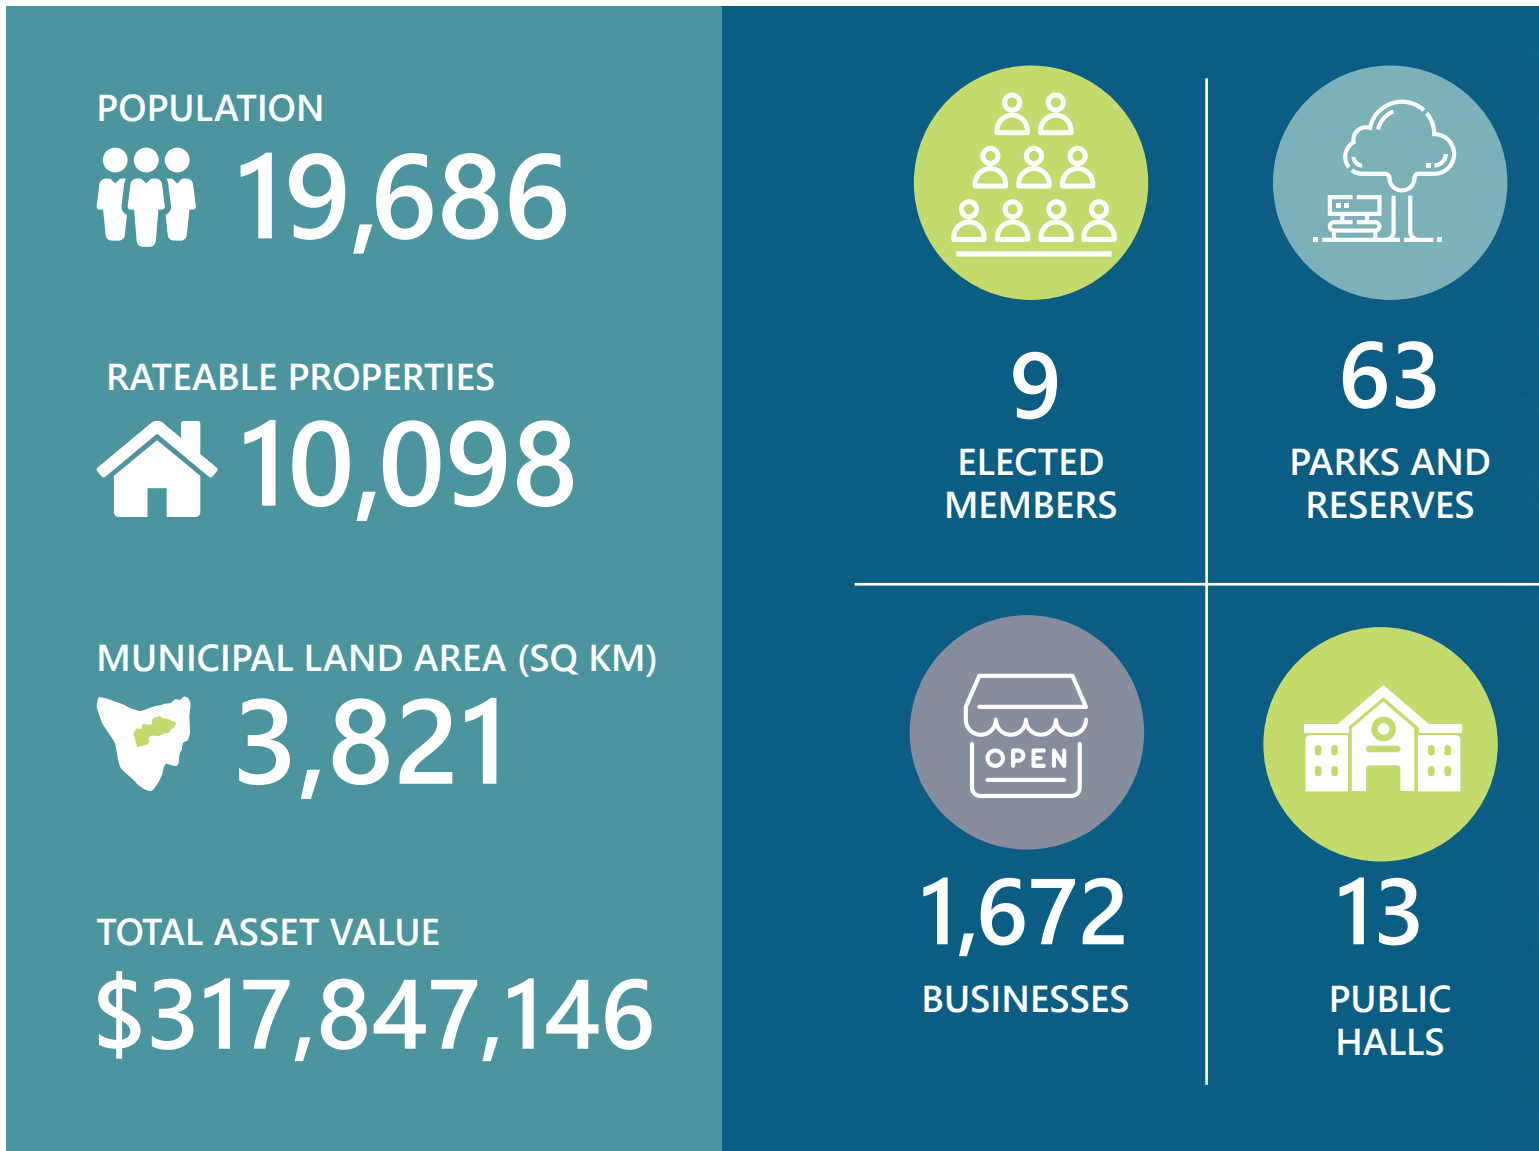 POPULATION
19,686
RATEABLE PROPERTIES
10,098
MUNICIPAL LAND AREA (SQ KM)
3,821
TOTAL ASSET VALUE
$317,847,146
9
ELECTED
MEMBERS
63
PARKS AND
RESERVES
OPEN
1,672
BUSINESSES
13
PUBLIC
HALLS